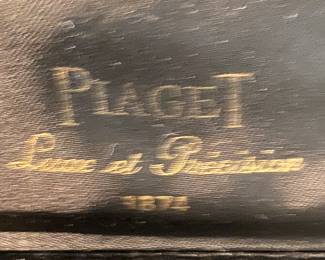 PIAGET
Luxe et Précision
1874